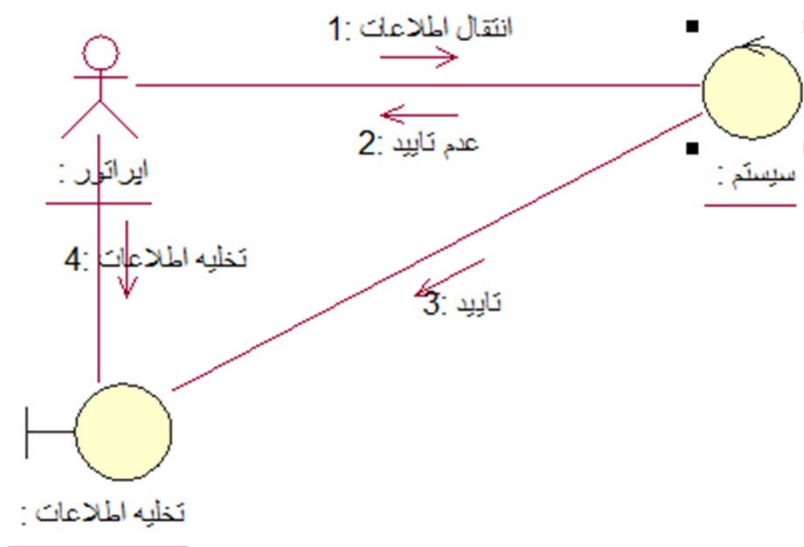 1: انتقال اطلاعات
2: عدم تایید
اپراتور :
سیستم :
4: تخلیه اطلاعات
3: تایید
تخلیه اطلاعات :